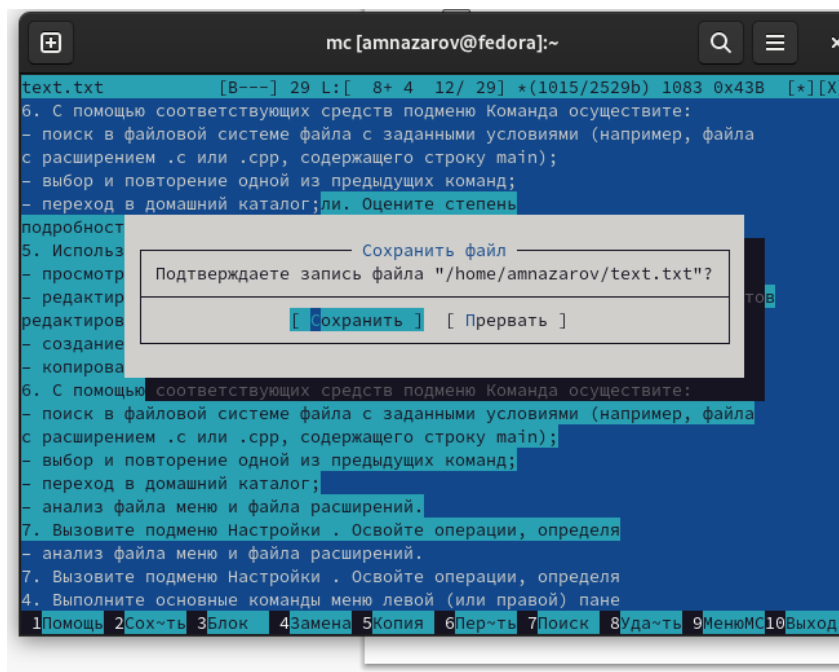 mc [amnazarov@fedora]:~
text.txt [B---] 29 L:[ 8+ 4 12/ 29] *(1015/2529b) 1083 0x43B [*][X
6. С помощью соответствующих средств подменю Команда осуществите:
– поиск в файловой системе файла с заданными условиями (например, файла
с расширением .c или .cpp, содержащего строку main);
– выбор и повторение одной из предыдущих команд;
– переход в домашний каталог;ли. Оцените степень
подробност
5. Использ
– просмотр
– редактир тов
редактиров
– создание
– копирова
Сохранить файл
Подтверждаете запись файла "/home/amnazarov/text.txt"?
[ Сохранить ] [ Прервать ]
6. С помощью соответствующих средств подменю Команда осуществите:
– поиск в файловой системе файла с заданными условиями (например, файла
с расширением .c или .cpp, содержащего строку main);
– выбор и повторение одной из предыдущих команд;
– переход в домашний каталог;
– анализ файла меню и файла расширений.
7. Вызовите подменю Настройки . Освойте операции, определя
– анализ файла меню и файла расширений.
7. Вызовите подменю Настройки . Освойте операции, определя
4. Выполните основные команды меню левой (или правой) пане
1Помощь 2Сох~ть 3Блок 4Замена 5Копия 6Пер~ть 7Поиск 8Уда~ть 9МенюMC10Выход